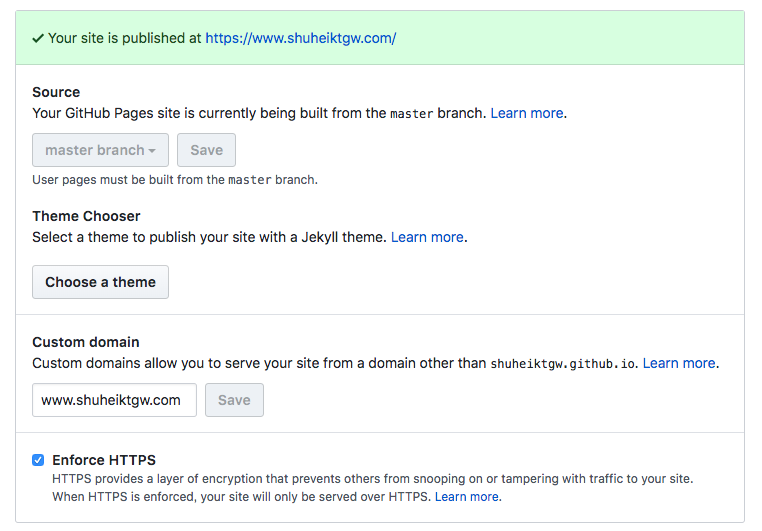 ✓ Your site is published at https://www.shuheiktgw.com/
Source
Your GitHub Pages site is currently being built from the master branch. Learn more.
master branch
Save
User pages must be built from the master branch.
Theme Chooser
Select a theme to publish your site with a Jekyll theme. Learn more.
Choose a theme
Custom domain
Custom domains allow you to serve your site from a domain other than shuheiktgw.github.io. Learn more.
www.shuheiktgw.com
Save
Enforce HTTPS
HTTPS provides a layer of encryption that prevents others from snooping on or tampering with traffic to your site.
When HTTPS is enforced, your site will only be served over HTTPS. Learn more.